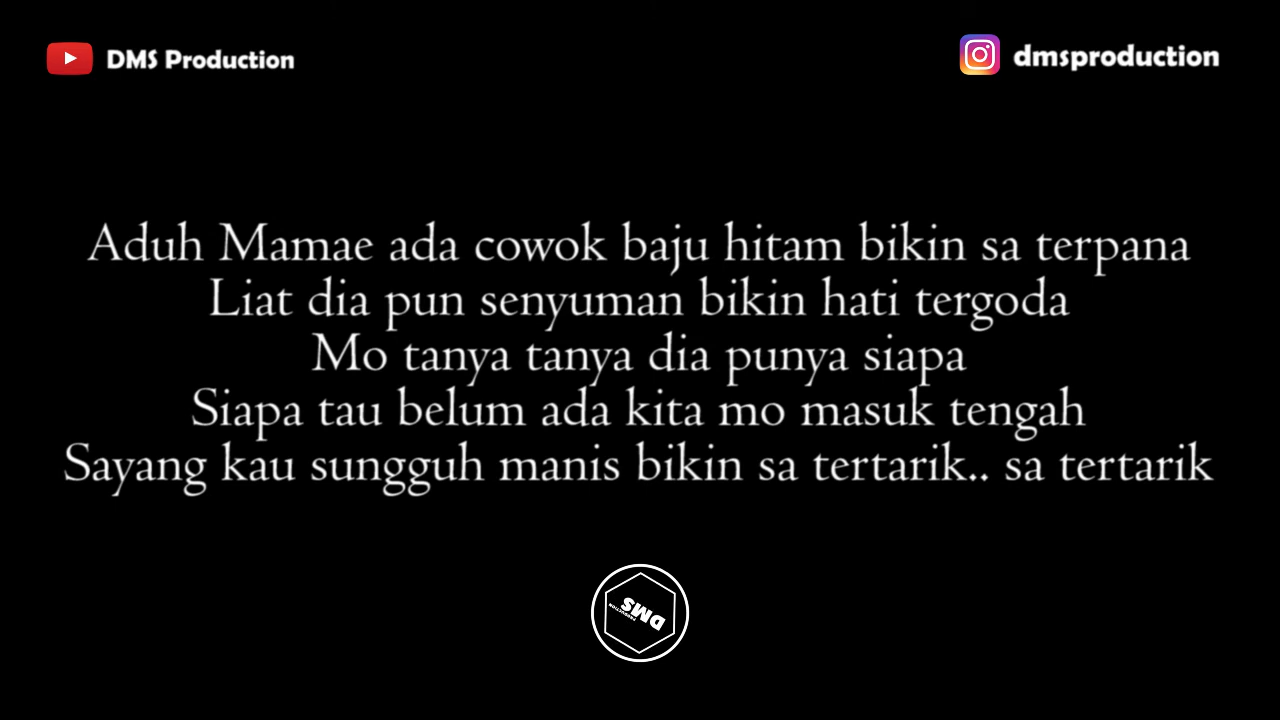 DMS Production
dmsproduction
Aduh Mamae ada cowok baju hitam bikin sa terpana
Liat dia pun senyuman bikin hati tergoda
Mo tanya tanya dia punya siapa
Siapa tau belum ada kita mo masuk tengah
Sayang kau sungguh manis bikin sa tertarik.. sa tertarik
DMS
PRODUCTION